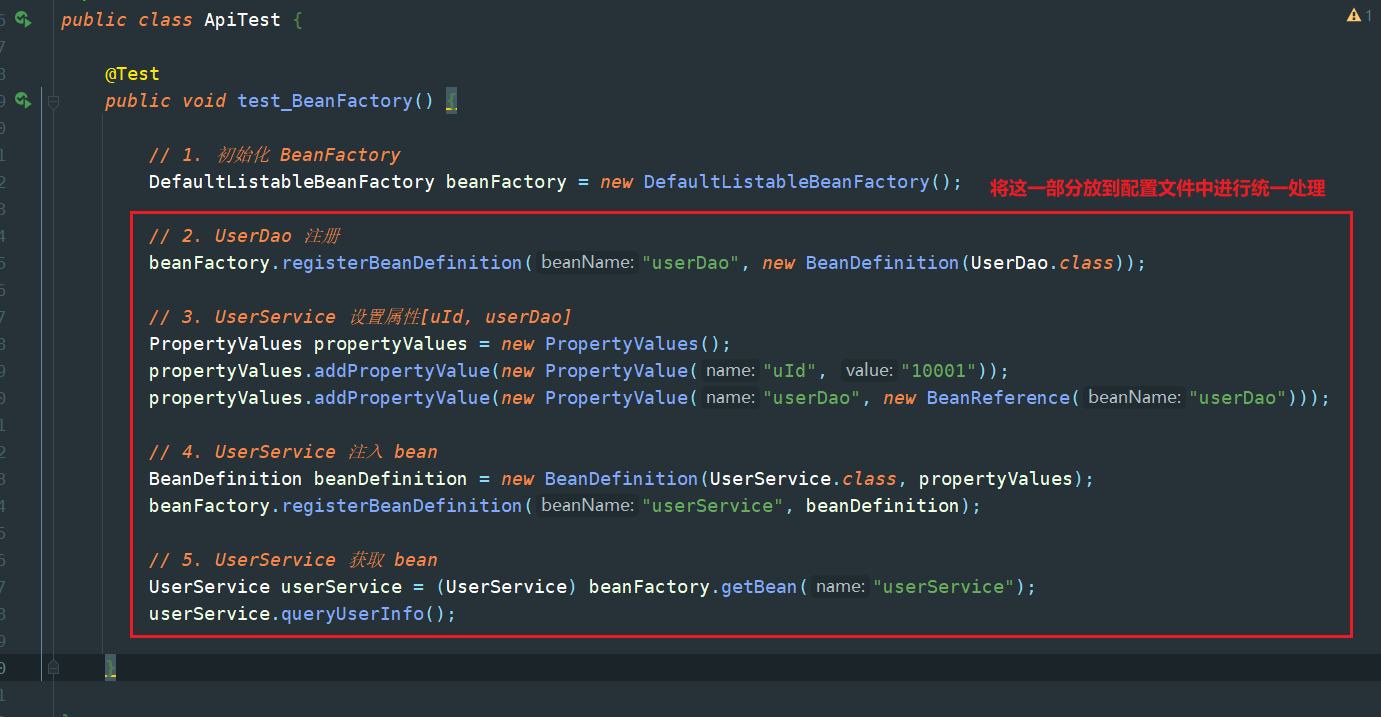 public class ApiTest {
1
@Test
public void test_BeanFactory() {
// 1. 初始化 BeanFactory
DefaultListableBeanFactory beanFactory = new DefaultListableBeanFactory();
将这一部分放到配置文件中进行统一处理
// 2. UserDao 注册
beanFactory.registerBeanDefinition( beanName: "userDao", new BeanDefinition(UserDao.class));
// 3. UserService 设置属性[uId, userDao]
PropertyValues propertyValues = new PropertyValues();
propertyValues.addPropertyValue(new PropertyValue( name: "uId", value: "10001"));
propertyValues.addPropertyValue(new PropertyValue( name: "userDao", new BeanReference( beanName: "userDao")));
// 4. UserService 注入 bean
BeanDefinition beanDefinition = new BeanDefinition(UserService.class, propertyValues);
beanFactory.registerBeanDefinition( beanName: "userService", beanDefinition);
// 5. UserService 获取 bean
UserService userService = (UserService) beanFactory.getBean( name: "userService");
userService.queryUserInfo();
}